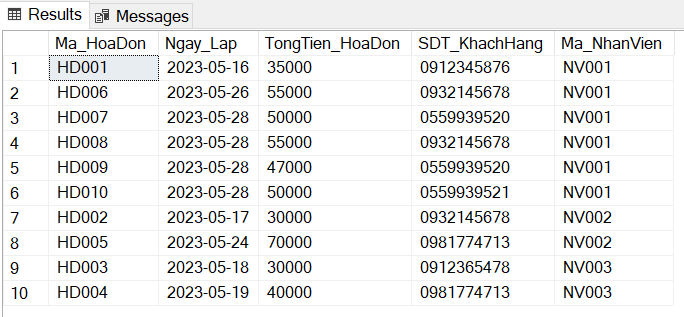 Results Messages
Ma_HoaDon Ngay_Lap TongTien_HoaDon SDT_KhachHang Ma_NhanVien
1 HD001 2023-05-16 35000 0912345876 NV001
2 HD006 2023-05-26 55000 0932145678 NV001
3 HD007 2023-05-28 50000 0559939520 NV001
4 HD008 2023-05-28 55000 0932145678 NV001
5 HD009 2023-05-28 47000 0559939520 NV001
6 HD010 2023-05-28 50000 0559939521 NV001
7 HD002 2023-05-17 30000 0932145678 NV002
8 HD005 2023-05-24 70000 0981774713 NV002
9 HD003 2023-05-18 30000 0912365478 NV003
10 HD004 2023-05-19 40000 0981774713 NV003